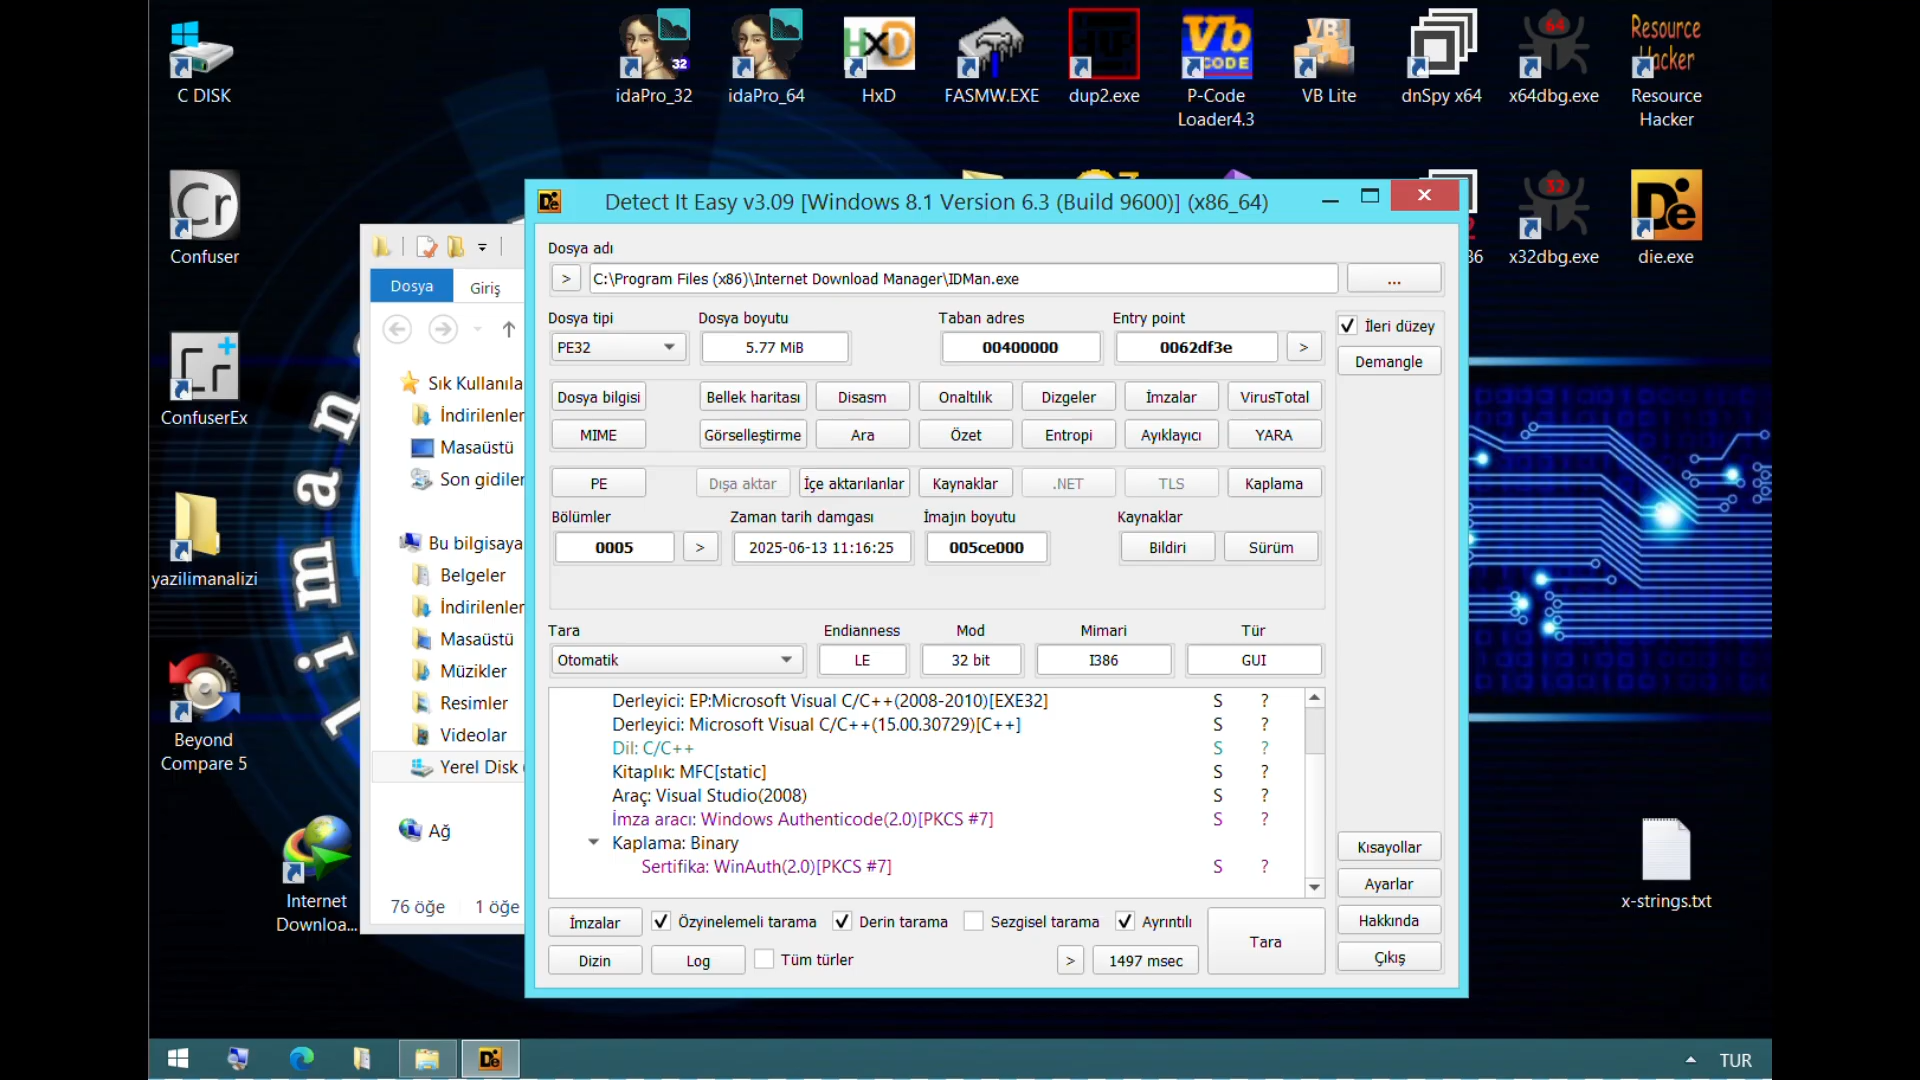 C DISK
idaPro_32
idaPro_64
HxD
FASMW.EXE
dup2.exe
P-Code
Loader4.3
VB Lite
dnSpy x64
x64dbg.exe
Resource
Hacker
Confuser
x32dbg.exe
die.exe
ConfuserEx
yazilimanalizi
Beyond
Compare 5
Internet
Downloa...
x-strings.txt
Dosya
Giriş
Sık Kullanıla
İndirilenler
Masaüstü
Son gidiler
Bu bilgisaya
Belgeler
İndirilenler
Masaüstü
Müzikler
Resimler
Videolar
Yerel Disk
Ağ
76 öğe
1 öğe
Detect It Easy v3.09 [Windows 8.1 Version 6.3 (Build 9600)] (x86_64)
Dosya adı
> C:\Program Files (x86)\Internet Download Manager\IDMan.exe ...
Dosya tipi Dosya boyutu Taban adres Entry point
PE32 5.77 MiB 00400000 0062df3e >
İleri düzey
Demangle
Dosya bilgisi Bellek haritası Disasm Onaltılık Dizgeler İmzalar VirusTotal
MIME Görselleştirme Ara Özet Entropi Ayıklayıcı YARA
PE Dışa aktar İçe aktarılanlar Kaynaklar .NET TLS Kaplama
Bölümler Zaman tarih damgası İmajın boyutu Kaynaklar
0005 > 2025-06-13 11:16:25 005ce000 Bildiri Sürüm
Tara Endianness Mod Mimari Tür
Otomatik LE 32 bit I386 GUI
Derleyici: EP:Microsoft Visual C/C++(2008-2010)[EXE32] S ?
Derleyici: Microsoft Visual C/C++(15.00.30729)[C++] S ?
Dil: C/C++ S ?
Kitaplık: MFC[static] S ?
Araç: Visual Studio(2008) S ?
İmza aracı: Windows Authenticode(2.0)[PKCS #7] S ?
Kaplama: Binary
Sertifika: WinAuth(2.0)[PKCS #7] S ?
Kısayollar
Ayarlar
Hakkında
Çıkış
İmzalar Özyinelemeli tarama Derin tarama Sezgisel tarama Ayrıntılı Tara
Dizin Log Tüm türler > 1497 msec
TUR